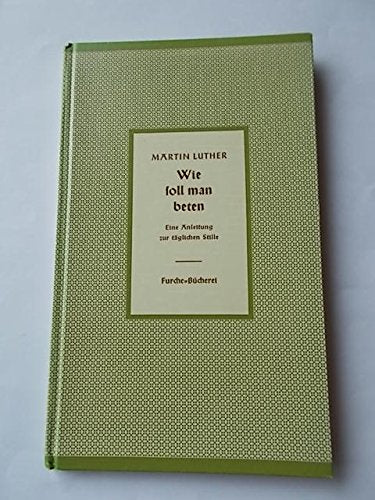 MARTIN LUTHER
Wie
soll man
beten
Eine Anleitung
zur täglichen Stille
Furche-Bücherei